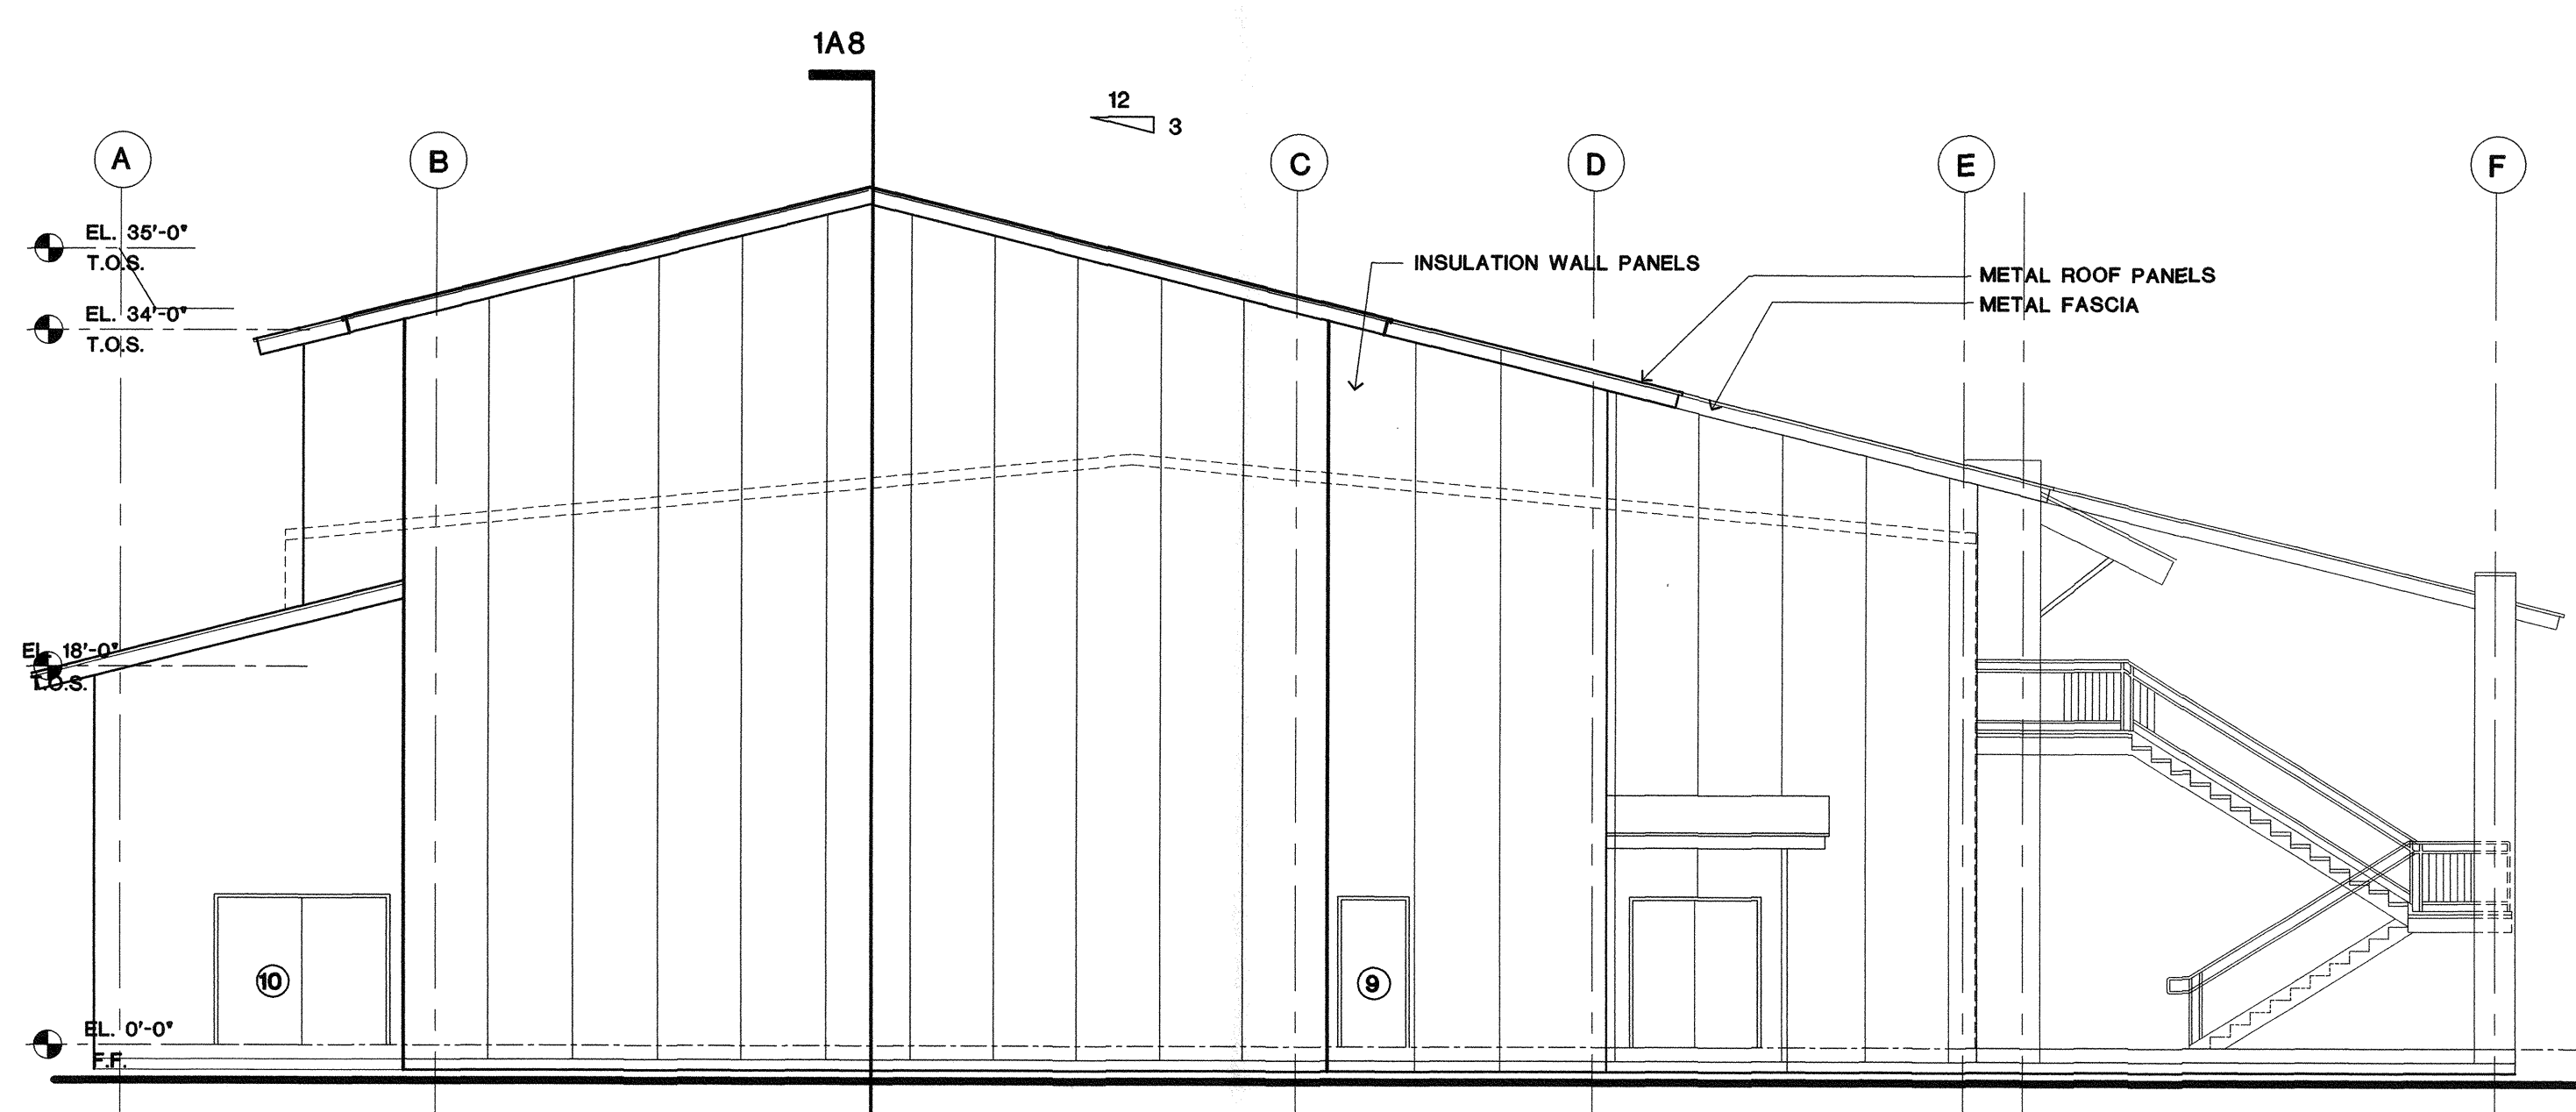 1A8
12
3
A
B
C
D
E
F
EL. 35'-0"
T.O.S.
INSULATION WALL PANELS
METAL ROOF PANELS
METAL FASCIA
EL. 34'-0"
T.O.S.
EL. 18'-0"
T.O.S.
10
9
EL. 0'-0"
F.F.